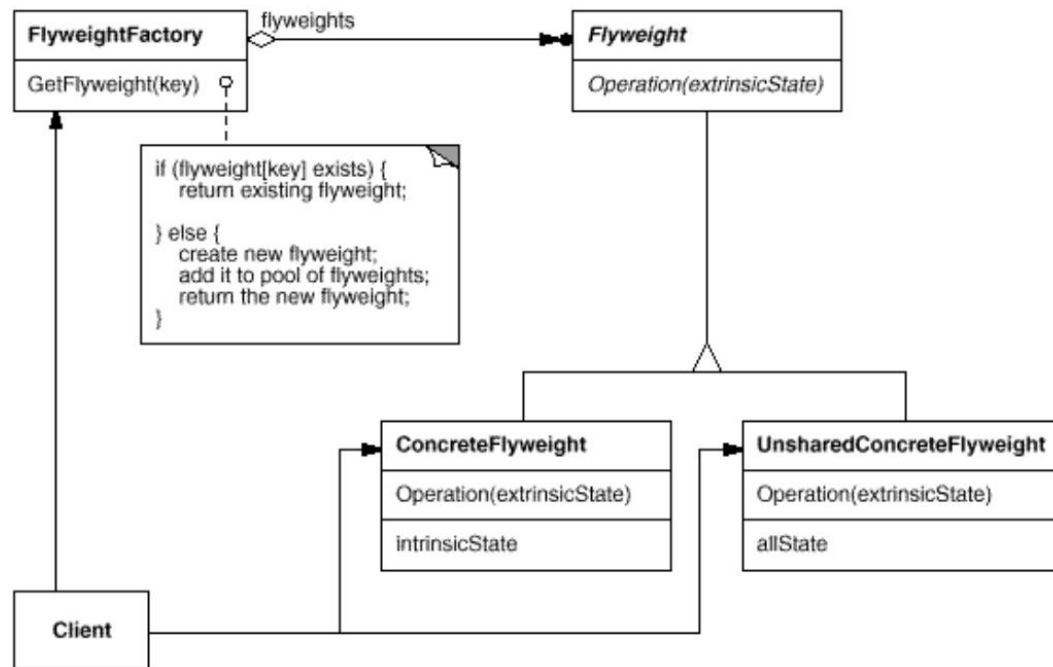 flyweights
FlyweightFactory
GetFlyweight(key)
Flyweight
Operation(extrinsicState)
if (flyweight[key] exists) {
return existing flyweight;
} else {
create new flyweight;
add it to pool of flyweights;
return the new flyweight;
}
ConcreteFlyweight
Operation(extrinsicState)
intrinsicState
UnsharedConcreteFlyweight
Operation(extrinsicState)
allState
Client